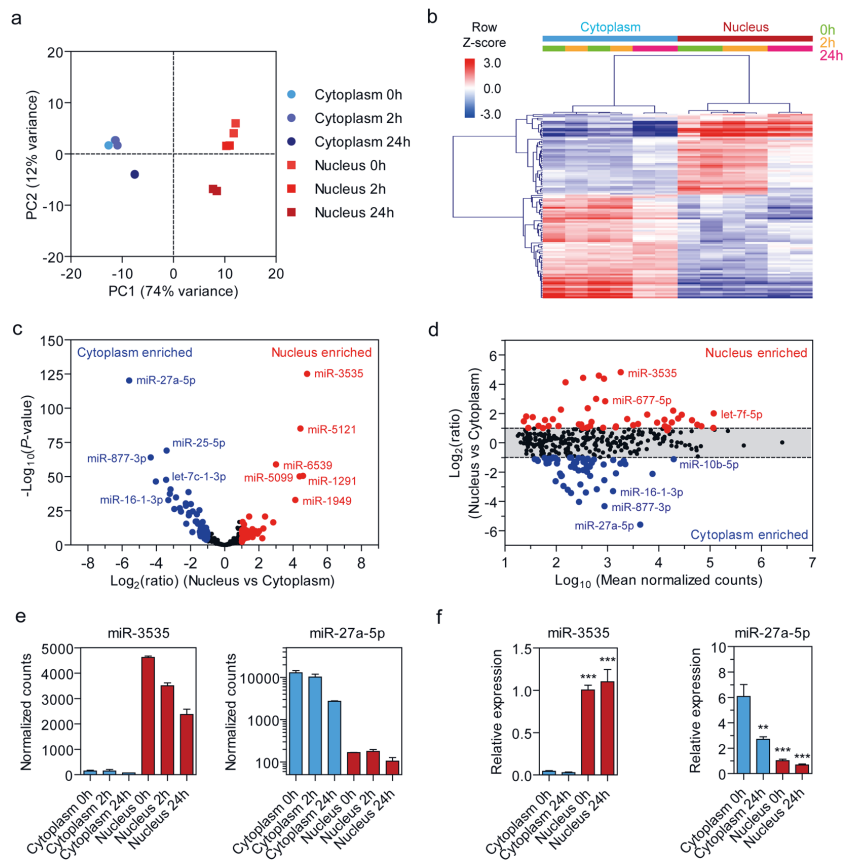 a
20
10
0
-10
-20
-20
-10
0
10
20
PC2 (12% variance)
PC1 (74% variance)
Cytoplasm 0h
Cytoplasm 2h
Cytoplasm 24h
Nucleus 0h
Nucleus 2h
Nucleus 24h
b
Row
Z-score
3.0
0.0
-3.0
Cytoplasm
Nucleus
0h
2h
24h
c
150
125
100
75
50
25
0
-Log10(P-value)
-8
-6
-4
-2
0
2
4
6
8
Log2(ratio) (Nucleus vs Cytoplasm)
Cytoplasm enriched
Nucleus enriched
miR-3535
miR-27a-5p
miR-5121
miR-25-5p
miR-877-3p
miR-6539
let-7c-1-3p
miR-5099
miR-1291
miR-16-1-3p
miR-1949
d
6
4
2
0
-2
-4
-6
Log2(ratio)
(Nucleus vs Cytoplasm)
1
2
3
4
5
6
7
Log10 (Mean normalized counts)
Nucleus enriched
miR-3535
miR-677-5p
let-7f-5p
miR-10b-5p
miR-16-1-3p
miR-877-3p
miR-27a-5p
Cytoplasm enriched
e
miR-3535
Normalized counts
5000
4000
3000
2000
1000
0
Cytoplasm 0h
Cytoplasm 2h
Cytoplasm 24h
Nucleus 0h
Nucleus 2h
Nucleus 24h
miR-27a-5p
Normalized counts
10000
1000
100
Cytoplasm 0h
Cytoplasm 2h
Cytoplasm 24h
Nucleus 0h
Nucleus 2h
Nucleus 24h
f
miR-3535
Relative expression
1.5
1.0
0.5
0.0
***
***
Cytoplasm 0h
Cytoplasm 24h
Nucleus 0h
Nucleus 24h
miR-27a-5p
Relative expression
10
8
6
4
2
0
**
***
***
Cytoplasm 0h
Cytoplasm 24h
Nucleus 0h
Nucleus 24h